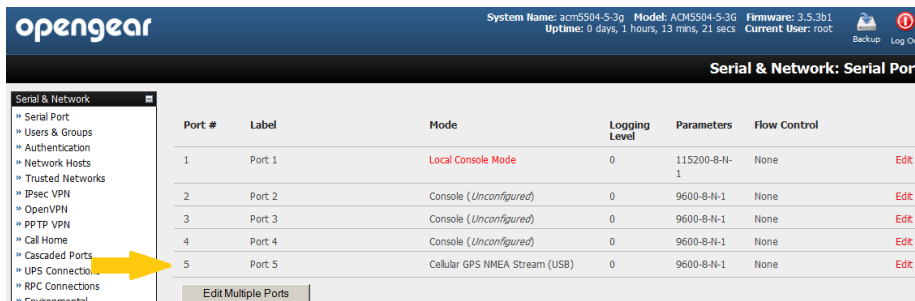 opengear
System Name: acm5504-5-3g Model: ACM5504-5-3G Firmware: 3.5.3b1
Uptime: 0 days, 1 hours, 13 mins, 21 secs Current User: root
Backup
Log Ou
Serial & Network: Serial Por
Serial & Network
» Serial Port
» Users & Groups
» Authentication
» Network Hosts
» Trusted Networks
» IPsec VPN
» OpenVPN
» PPTP VPN
» Call Home
» Cascaded Ports
» UPS Connection
» RPC Connections
» Environmental
Port # Label Mode Logging Level Parameters Flow Control
1 Port 1 Local Console Mode 0 115200-8-N-1 None Edit
2 Port 2 Console (Unconfigured) 0 9600-8-N-1 None Edit
3 Port 3 Console (Unconfigured) 0 9600-8-N-1 None Edit
4 Port 4 Console (Unconfigured) 0 9600-8-N-1 None Edit
5 Port 5 Cellular GPS NMEA Stream (USB) 0 9600-8-N-1 None Edit
Edit Multiple Ports